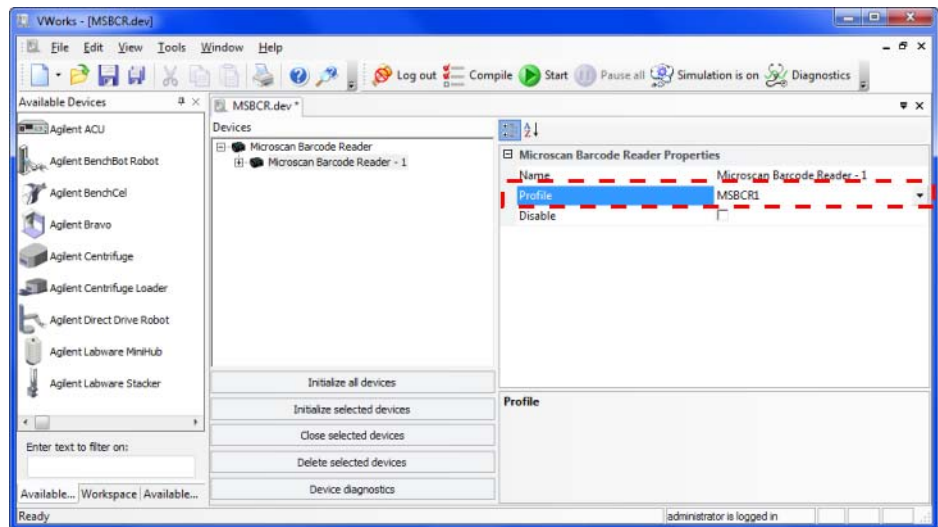 VWorks - [MSBCR.dev]
File Edit View Tools Window Help
Log out Compile Start Pause all Simulation is on Diagnostics
Available Devices
MSBCR.dev *
Agilent ACU
Agilent BenchBot Robot
Agilent BenchCel
Agilent Bravo
Agilent Centrifuge
Agilent Centrifuge Loader
Agilent Direct Drive Robot
Agilent Labware MiniHub
Agilent Labware Stacker
Enter text to filter on:
Available... Workspace Available...
Devices
Microscan Barcode Reader
Microscan Barcode Reader - 1
Initialize all devices
Initialize selected devices
Close selected devices
Delete selected devices
Device diagnostics
Microscan Barcode Reader Properties
Name Microscan Barcode Reader - 1
Profile MSBCR1
Disable
Profile
Ready
administrator is logged in